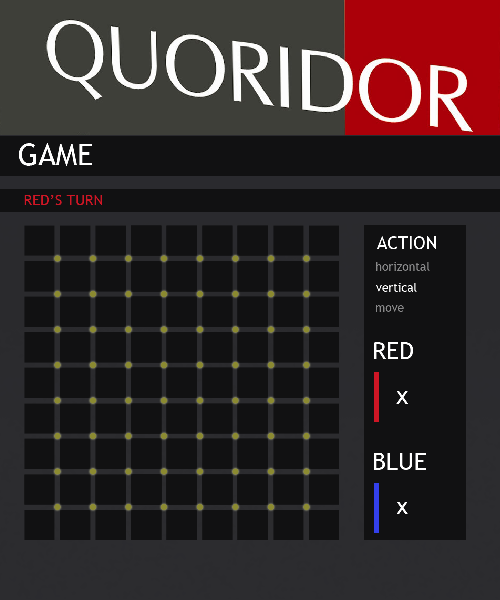 QUORIDOR
GAME
RED'S TURN
ACTION
horizontal
vertical
move
RED
X
BLUE
X